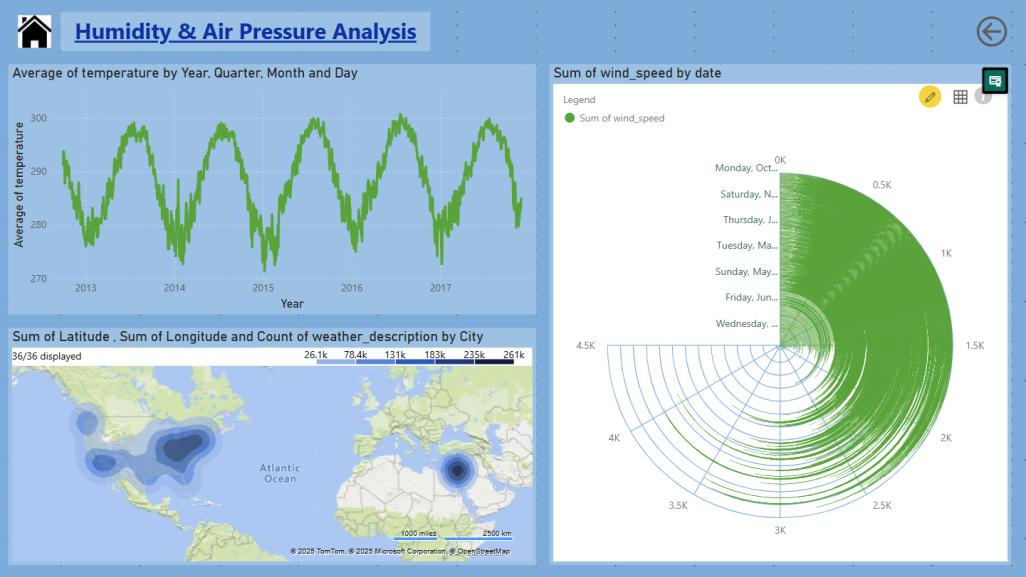 Humidity & Air Pressure Analysis
Average of temperature by Year, Quarter, Month and Day
300
290
280
270
Average of temperature
2013 2014 2015 2016 2017
Year
Sum of Latitude , Sum of Longitude and Count of weather_description by City
36/36 displayed
26.1k 78.4k 131k 183k 235k 261k
Atlantic
Ocean
1000 miles 2500 km
© 2025 TomTom, © 2025 Microsoft Corporation, © OpenStreetMap
Sum of wind_speed by date
Legend
Sum of wind_speed
0K
Monday, Oct...
0.5K
Saturday, N...
Thursday, J...
Tuesday, Ma...
1K
Sunday, May...
Friday, Jun...
Wednesday, ...
4.5K
1.5K
4K
2K
3.5K
2.5K
3K